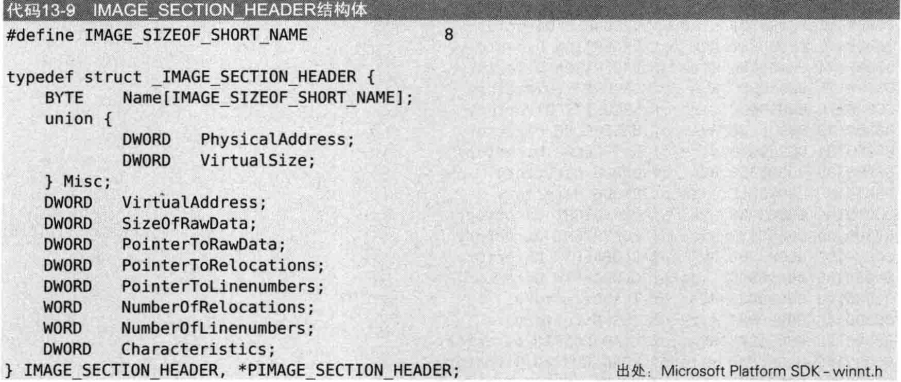 代码13-9 IMAGE_SECTION_HEADER结构体
#define IMAGE_SIZEOF_SHORT_NAME 8
typedef struct _IMAGE_SECTION_HEADER {
BYTE Name[IMAGE_SIZEOF_SHORT_NAME];
union {
DWORD PhysicalAddress;
DWORD VirtualSize;
} Misc;
DWORD VirtualAddress;
DWORD SizeOfRawData;
DWORD PointerToRawData;
DWORD PointerToRelocations;
DWORD PointerToLinenumbers;
WORD NumberOfRelocations;
WORD NumberOfLinenumbers;
DWORD Characteristics;
} IMAGE_SECTION_HEADER, *PIMAGE_SECTION_HEADER; 出处：Microsoft Platform SDK - winnt.h